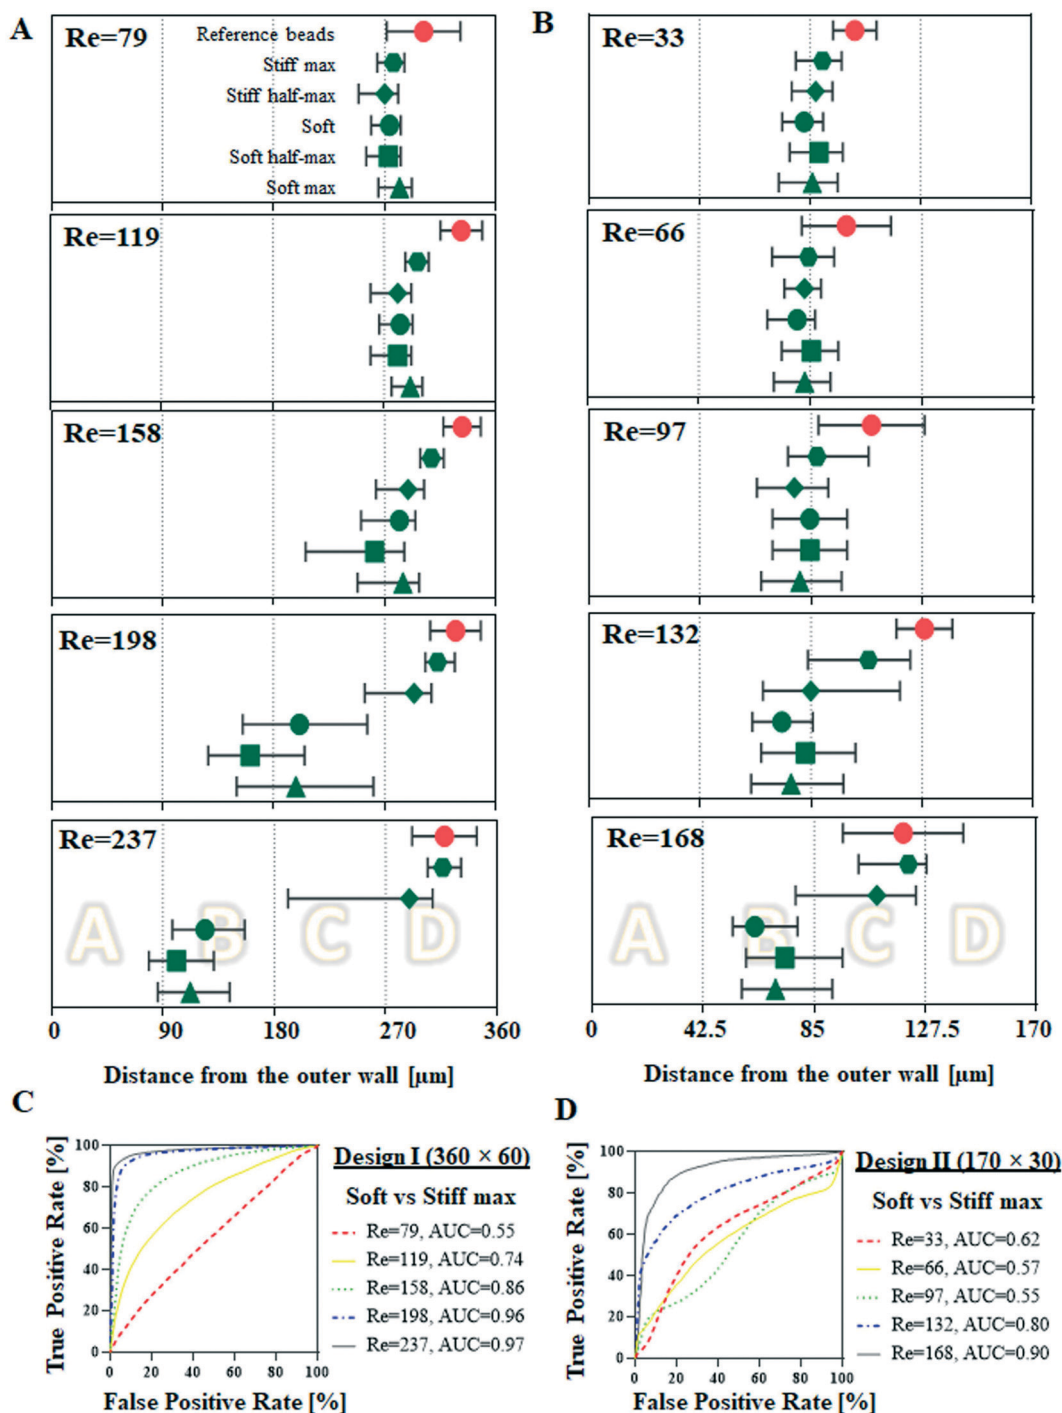 A
Re=79
Reference beads
Stiff max
Stiff half-max
Soft
Soft half-max
Soft max
Re=119
Re=158
Re=198
Re=237
A B C D
0 90 180 270 360
Distance from the outer wall [μm]
B
Re=33
Re=66
Re=97
Re=132
Re=168
A B C D
0 42.5 85 127.5 170
Distance from the outer wall [μm]
C
True Positive Rate [%]
100
80
60
40
20
0
0 20 40 60 80 100
False Positive Rate [%]
Design I (360 × 60)
Soft vs Stiff max
Re=79, AUC=0.55
Re=119, AUC=0.74
Re=158, AUC=0.86
Re=198, AUC=0.96
Re=237, AUC=0.97
D
True Positive Rate [%]
100
80
60
40
20
0
0 20 40 60 80 100
False Positive Rate [%]
Design II (170 × 30)
Soft vs Stiff max
Re=33, AUC=0.62
Re=66, AUC=0.57
Re=97, AUC=0.55
Re=132, AUC=0.80
Re=168, AUC=0.90